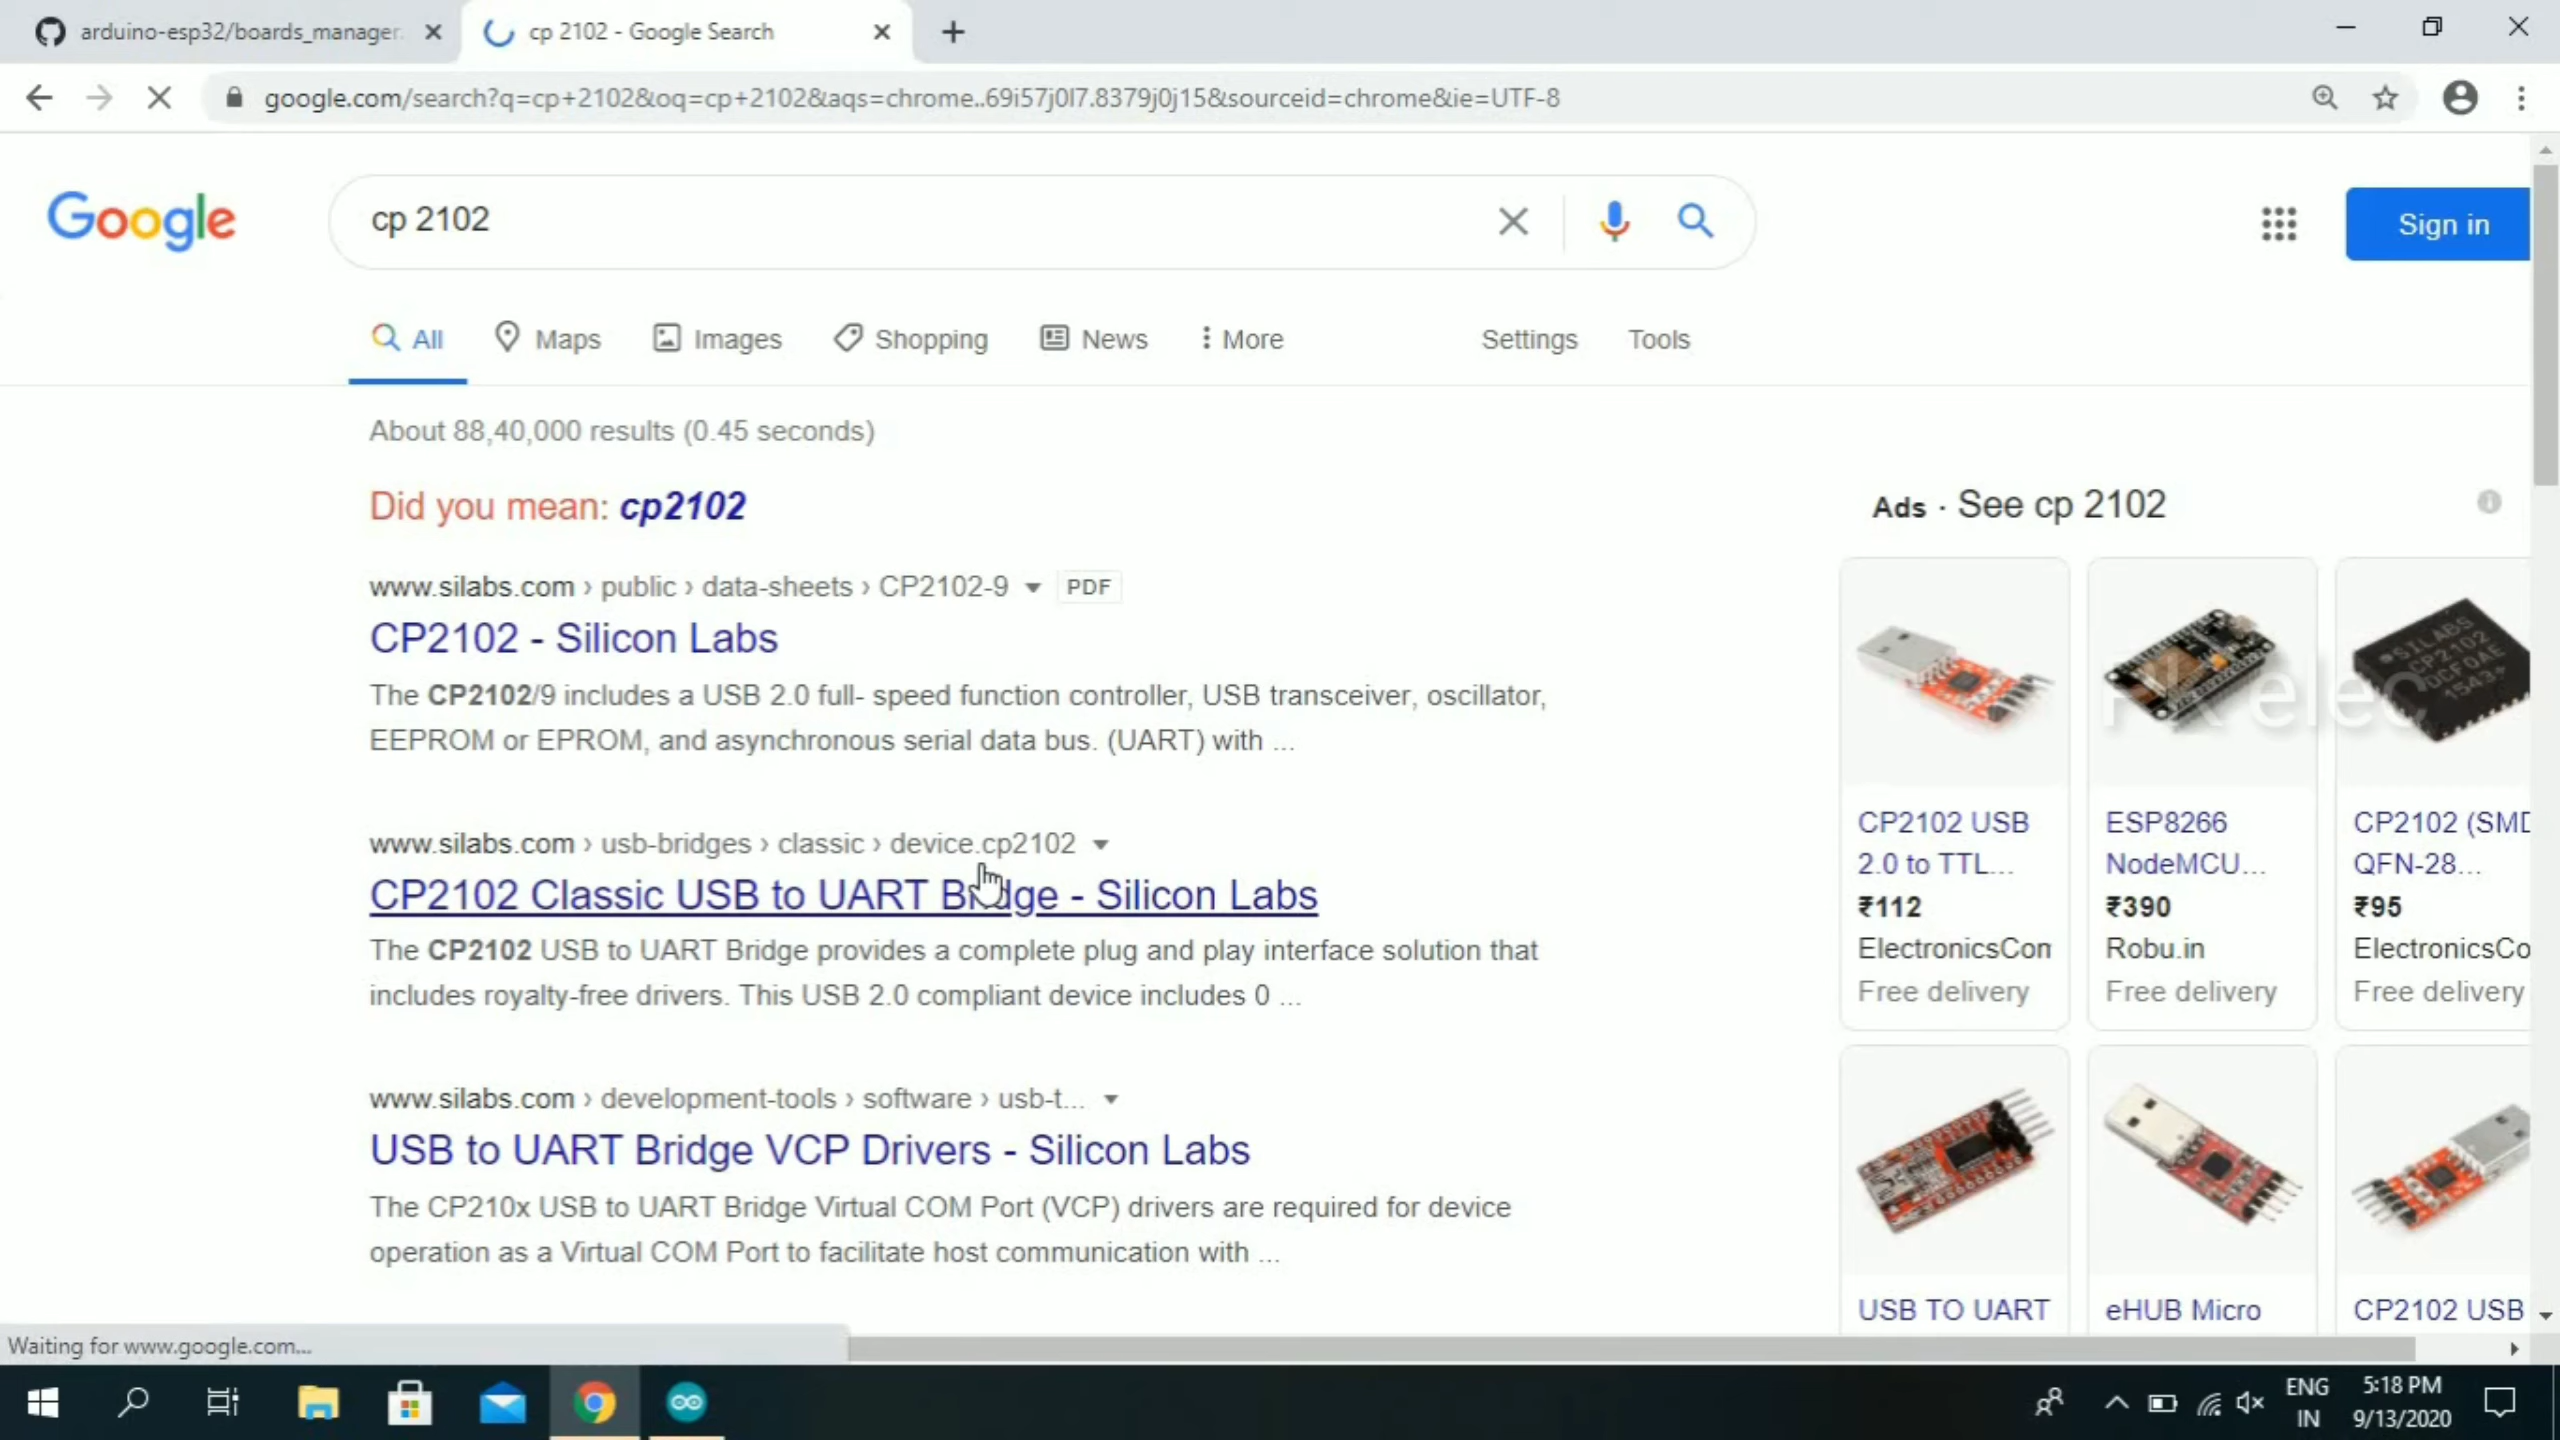 arduino-esp32/boards_manager
cp 2102 - Google Search
google.com/search?q=cp+2102&oq=cp+2102&aqs=chrome..69i57j0l7.8379j0j15&sourceid=chrome&ie=UTF-8
Google
cp 2102
Sign in
All Maps Images Shopping News More Settings Tools
About 88,40,000 results (0.45 seconds)
Did you mean: cp2102
www.silabs.com › public › data-sheets › CP2102-9 PDF
CP2102 - Silicon Labs
The CP2102/9 includes a USB 2.0 full- speed function controller, USB transceiver, oscillator,
EEPROM or EPROM, and asynchronous serial data bus. (UART) with ...
www.silabs.com › usb-bridges › classic › device.cp2102
CP2102 Classic USB to UART Bridge - Silicon Labs
The CP2102 USB to UART Bridge provides a complete plug and play interface solution that
includes royalty-free drivers. This USB 2.0 compliant device includes 0 ...
www.silabs.com › development-tools › software › usb-t...
USB to UART Bridge VCP Drivers - Silicon Labs
The CP210x USB to UART Bridge Virtual COM Port (VCP) drivers are required for device
operation as a Virtual COM Port to facilitate host communication with ...
Ads · See cp 2102
SILABS
CP2102
DCF0AE
1543
elec
CP2102 USB
2.0 to TTL...
₹112
ElectronicsCom
Free delivery
ESP8266
NodeMCU...
₹390
Robu.in
Free delivery
CP2102 (SMD
QFN-28...
₹95
ElectronicsCo
Free delivery
USB TO UART
eHUB Micro
CP2102 USB
Waiting for www.google.com...
ENG
IN
5:18 PM
9/13/2020